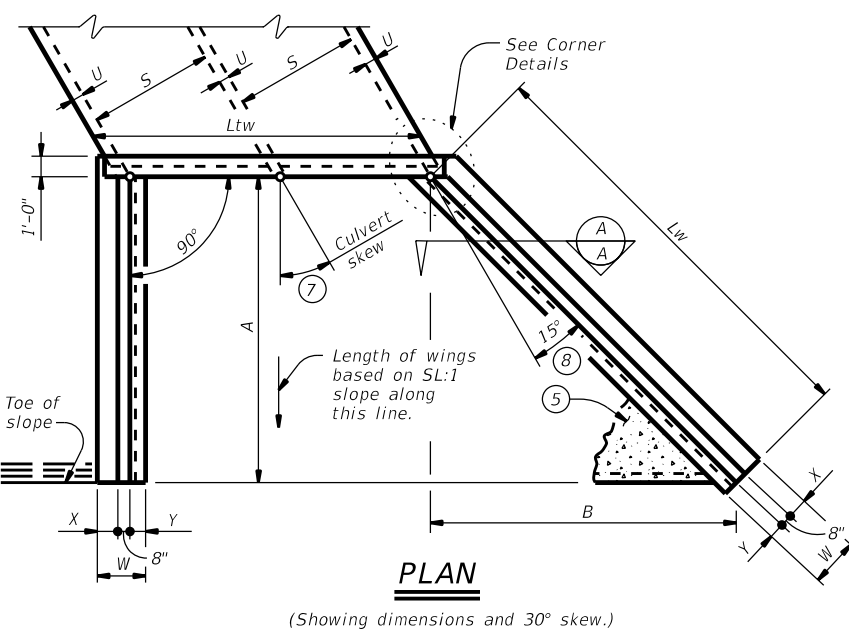 U
S
U
S
U
See Corner
Details
Ltw
1'-0"
90°
Culvert
skew
7
A
A
A
Lw
15°
8
Length of wings
based on SL:1
slope along
this line.
5
Toe of
slope
X
Y
8"
W
B
X
8"
Y
W
PLAN
(Showing dimensions and 30° skew.)